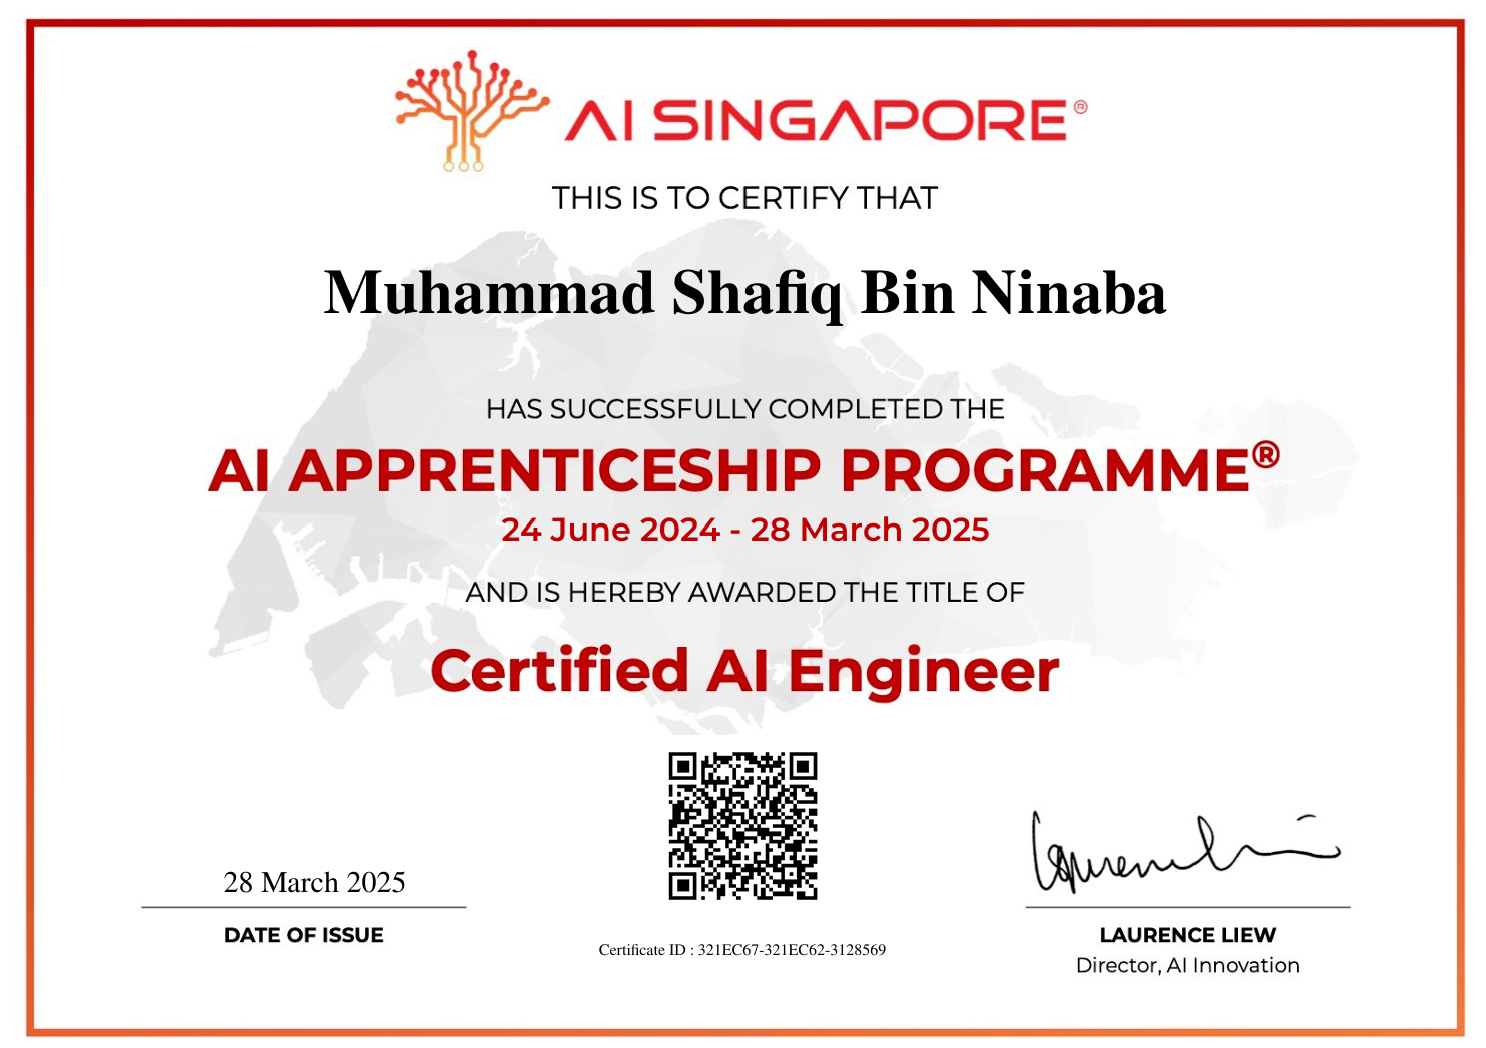 AI SINGAPORE®
THIS IS TO CERTIFY THAT
Muhammad Shafiq Bin Ninaba
HAS SUCCESSFULLY COMPLETED THE
AI APPRENTICESHIP PROGRAMME®
24 June 2024 - 28 March 2025
AND IS HEREBY AWARDED THE TITLE OF
Certified AI Engineer
28 March 2025
DATE OF ISSUE
Certificate ID : 321EC67-321EC62-3128569
LAURENCE LIEW
Director, AI Innovation